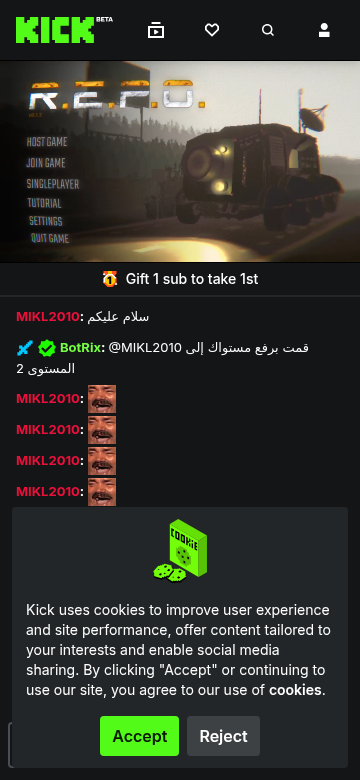 KICK BETA
R.E.P.O.
HOST GAME
JOIN GAME
SINGLEPLAYER
TUTORIAL
SETTINGS
QUIT GAME
Gift 1 sub to take 1st
MIKL2010: سلام عليكم
BotRix: @MIKL2010 قمت برفع مستواك إلى
المستوى 2
MIKL2010:
MIKL2010:
MIKL2010:
MIKL2010:
COOKIE
Kick uses cookies to improve user experience
and site performance, offer content tailored to
your interests and enable social media
sharing. By clicking "Accept" or continuing to
use our site, you agree to our use of cookies.
Accept Reject